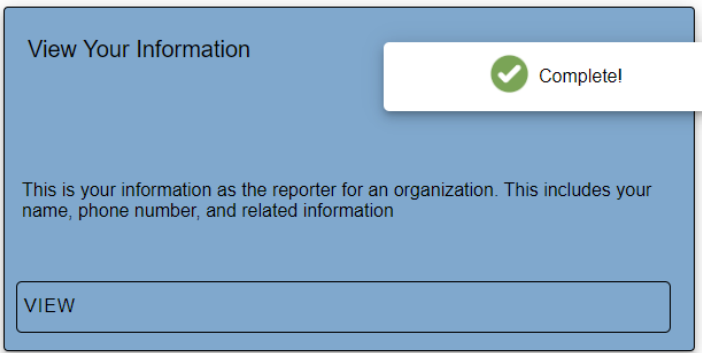 View Your Information
Complete!
This is your information as the reporter for an organization. This includes your
name, phone number, and related information
VIEW